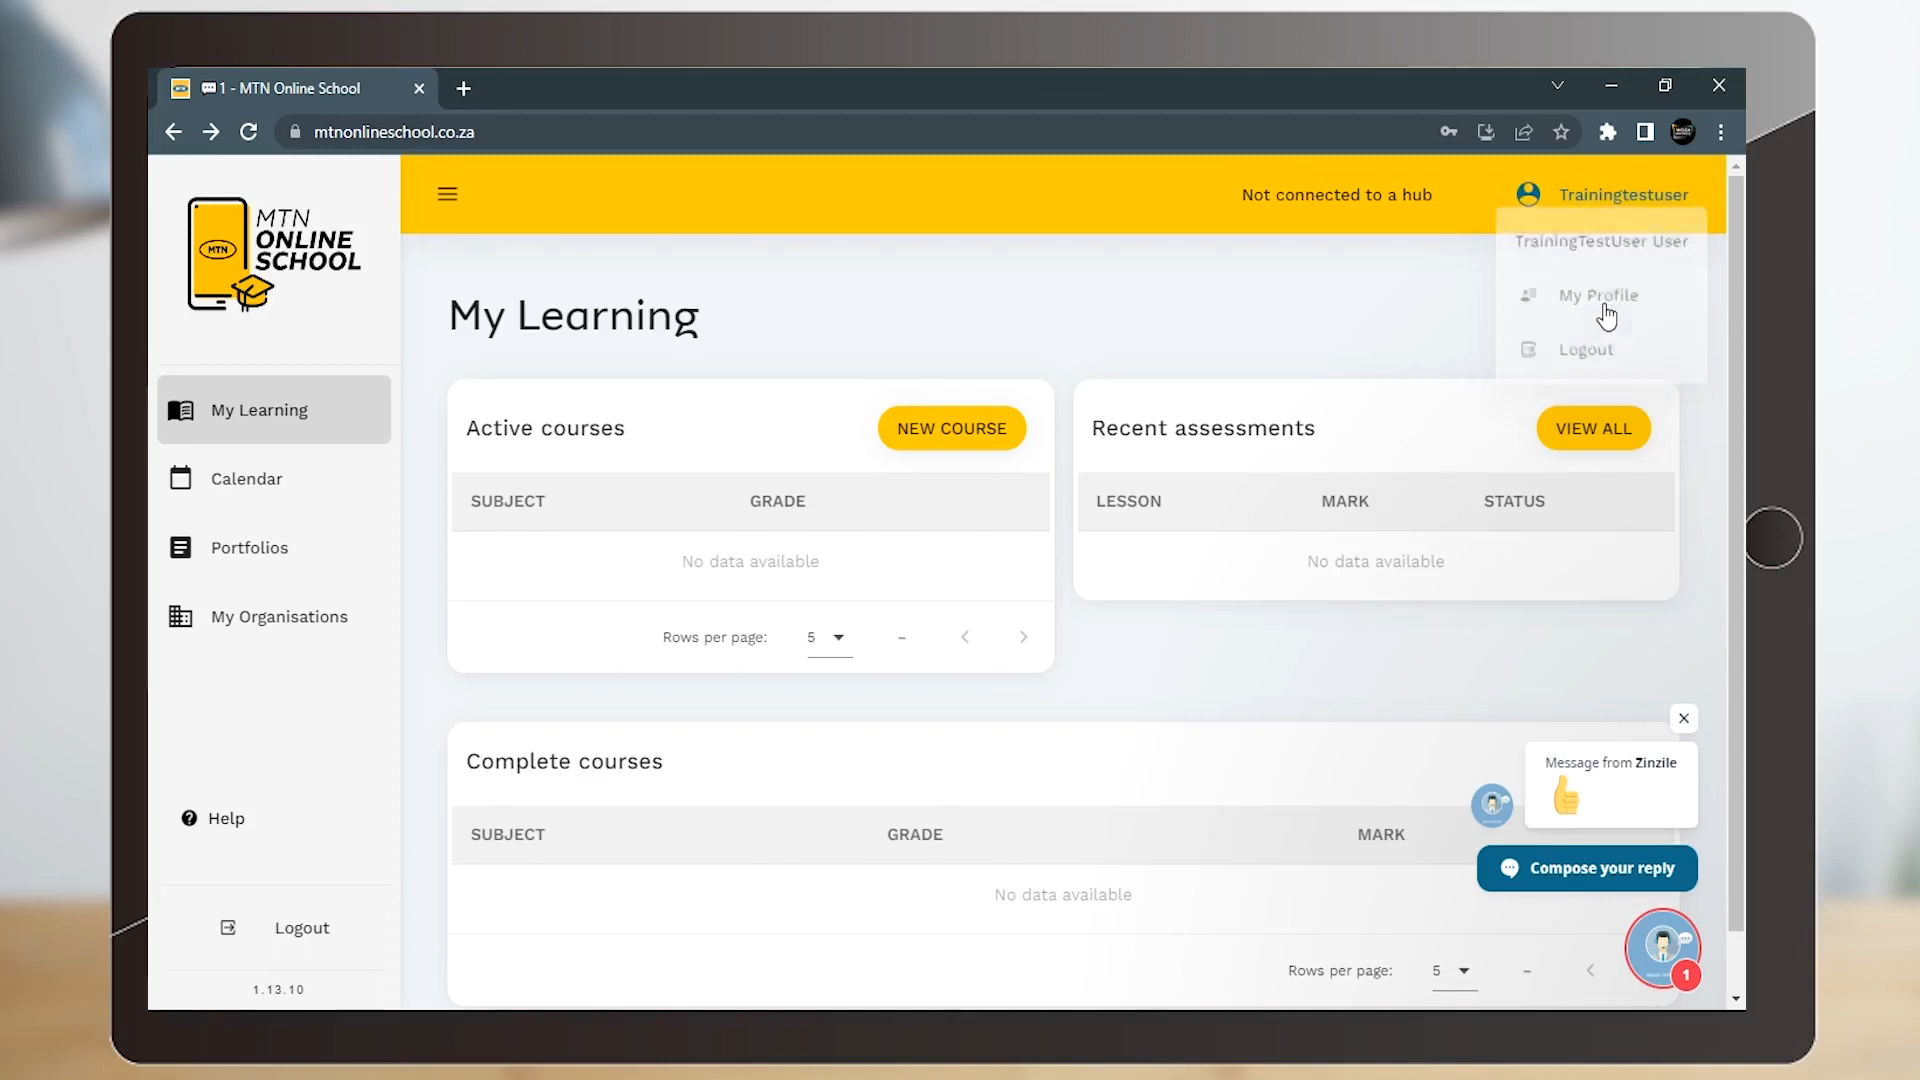 1 - MTN Online School
mtnonlineschool.co.za
MTN
MTN
ONLINE
SCHOOL
Not connected to a hub
Trainingtestuser
TrainingTestUser User
My Profile
Logout
My Learning
Calendar
Portfolios
My Organisations
Help
Logout
1.13.10
My Learning
Active courses
NEW COURSE
SUBJECT GRADE
No data available
Rows per page: 5 –
Recent assessments
VIEW ALL
LESSON MARK STATUS
No data available
Complete courses
SUBJECT GRADE MARK
No data available
Rows per page: 5 –
Message from Zinzile
Compose your reply
1